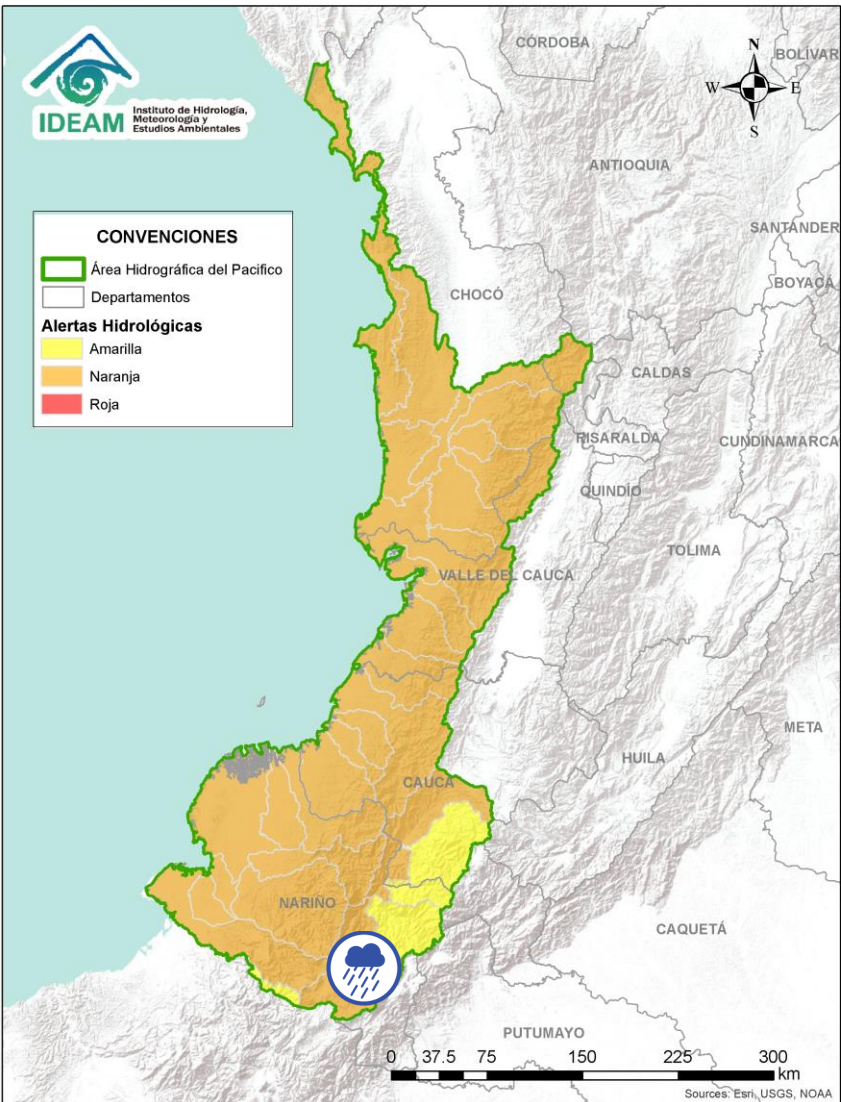 IDEAM
Instituto de Hidrología,
Meteorología y
Estudios Ambientales
N
W
E
S
CÓRDOBA
BOLIVAR
ANTIOQUIA
SANTANDER
BOYACÁ
CONVENCIONES
Área Hidrográfica del Pacifico
Departamentos
Alertas Hidrológicas
Amarilla
Naranja
Roja
CHOCÓ
CALDAS
RISARALDA
CUNDINAMARCA
QUINDÍO
TOLIMA
VALLE DEL CAUCA
META
HUILA
CAUCA
NARIÑO
CAQUETÁ
PUTUMAYO
0 37.5 75 150 225 300
km
Sources: Esri, USGS, NOAA